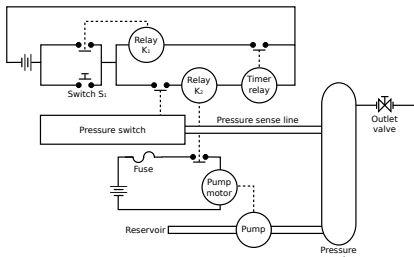 Relay
K₁
Switch S₁
Relay
K₂
Timer
relay
Pressure switch
Pressure sense line
Outlet
valve
Fuse
Pump
motor
Reservoir
Pump
Pressure